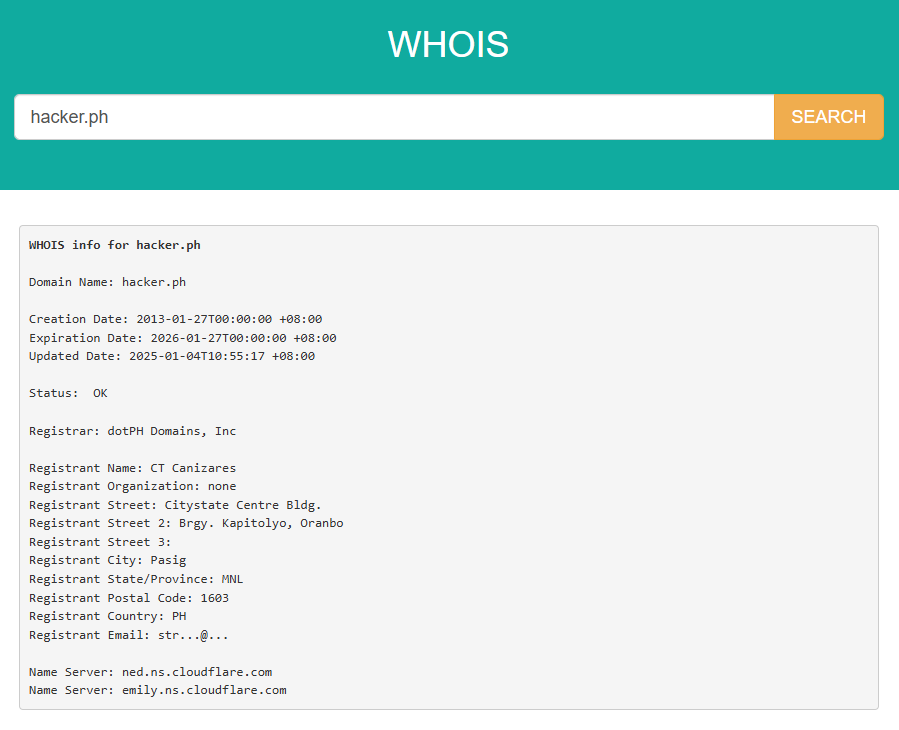 WHOIS
hacker.ph
SEARCH
WHOIS info for hacker.ph
Domain Name: hacker.ph
Creation Date: 2013-01-27T00:00:00 +08:00
Expiration Date: 2026-01-27T00:00:00 +08:00
Updated Date: 2025-01-04T10:55:17 +08:00
Status:  OK
Registrar: dotPH Domains, Inc
Registrant Name: CT Canizares
Registrant Organization: none
Registrant Street: Citystate Centre Bldg.
Registrant Street 2: Brgy. Kapitolyo, Oranbo
Registrant Street 3:
Registrant City: Pasig
Registrant State/Province: MNL
Registrant Postal Code: 1603
Registrant Country: PH
Registrant Email: str...@...
Name Server: ned.ns.cloudflare.com
Name Server: emily.ns.cloudflare.com